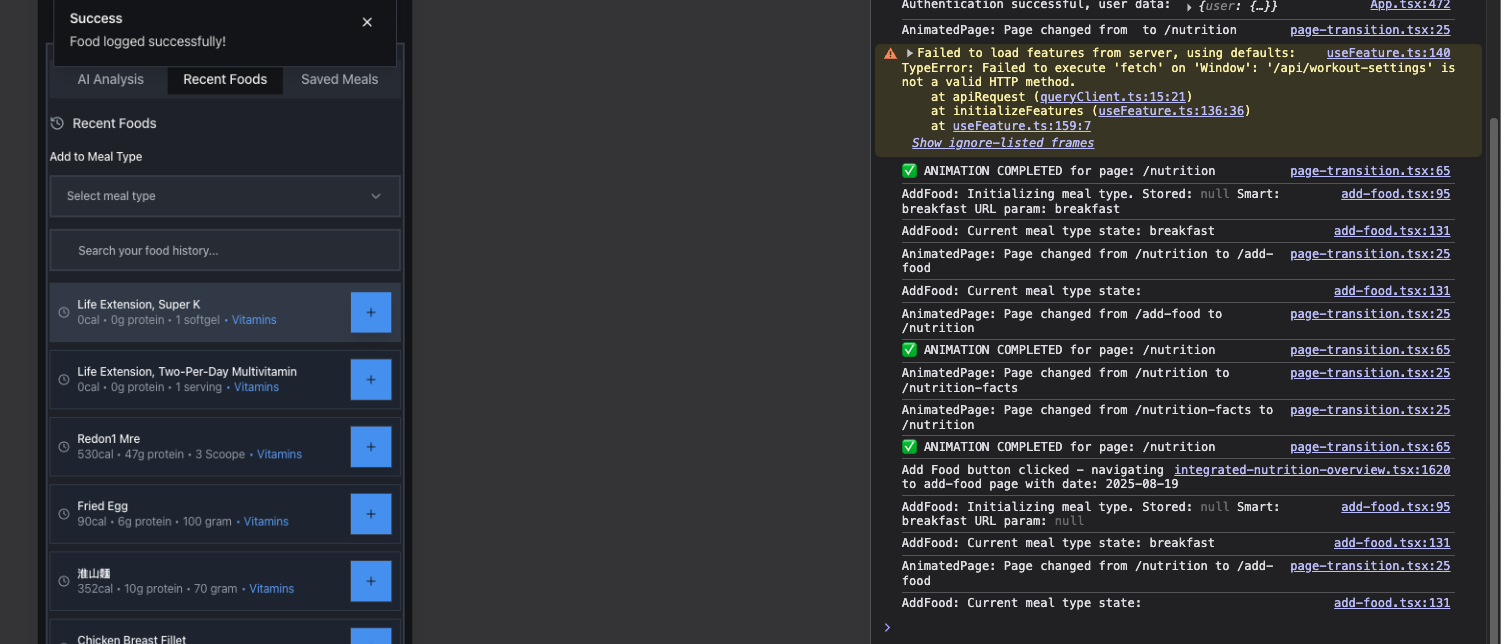 Success
Food logged successfully!
AI Analysis
Recent Foods
Saved Meals
Recent Foods
Add to Meal Type
Select meal type
Search your food history...
Life Extension, Super K
0cal • 0g protein • 1 softgel • Vitamins
+
Life Extension, Two-Per-Day Multivitamin
0cal • 0g protein • 1 serving • Vitamins
+
Redon1 Mre
530cal • 47g protein • 3 Scoope • Vitamins
+
Fried Egg
90cal • 6g protein • 100 gram • Vitamins
+
淮山麵
352cal • 10g protein • 70 gram • Vitamins
+
Chicken Breast Fillet
Authentication successful, user data: {user: {…}} App.tsx:472
AnimatedPage: Page changed from  to /nutrition page-transition.tsx:25
Failed to load features from server, using defaults: useFeature.ts:140
TypeError: Failed to execute 'fetch' on 'Window': '/api/workout-settings' is
not a valid HTTP method.
at apiRequest (queryClient.ts:15:21)
at initializeFeatures (useFeature.ts:136:36)
at useFeature.ts:159:7
Show ignore-listed frames
✅ ANIMATION COMPLETED for page: /nutrition page-transition.tsx:65
AddFood: Initializing meal type. Stored: null Smart: add-food.tsx:95
breakfast URL param: breakfast
AddFood: Current meal type state: breakfast add-food.tsx:131
AnimatedPage: Page changed from /nutrition to /add- page-transition.tsx:25
food
AddFood: Current meal type state: add-food.tsx:131
AnimatedPage: Page changed from /add-food to page-transition.tsx:25
/nutrition
✅ ANIMATION COMPLETED for page: /nutrition page-transition.tsx:65
AnimatedPage: Page changed from /nutrition to page-transition.tsx:25
/nutrition-facts
AnimatedPage: Page changed from /nutrition-facts to page-transition.tsx:25
/nutrition
✅ ANIMATION COMPLETED for page: /nutrition page-transition.tsx:65
Add Food button clicked – navigating integrated-nutrition-overview.tsx:1620
to add-food page with date: 2025-08-19
AddFood: Initializing meal type. Stored: null Smart: add-food.tsx:95
breakfast URL param: null
AddFood: Current meal type state: breakfast add-food.tsx:131
AnimatedPage: Page changed from /nutrition to /add- page-transition.tsx:25
food
AddFood: Current meal type state: add-food.tsx:131